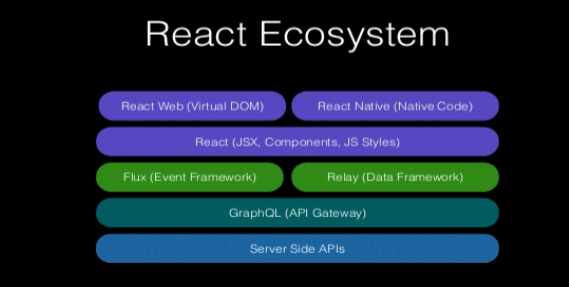 React Ecosystem
React Web (Virtual DOM)
React Native (Native Code)
React (JSX, Components, JS Styles)
Flux (Event Framework)
Relay (Data Framework)
GraphQL (API Gateway)
Server Side APIs